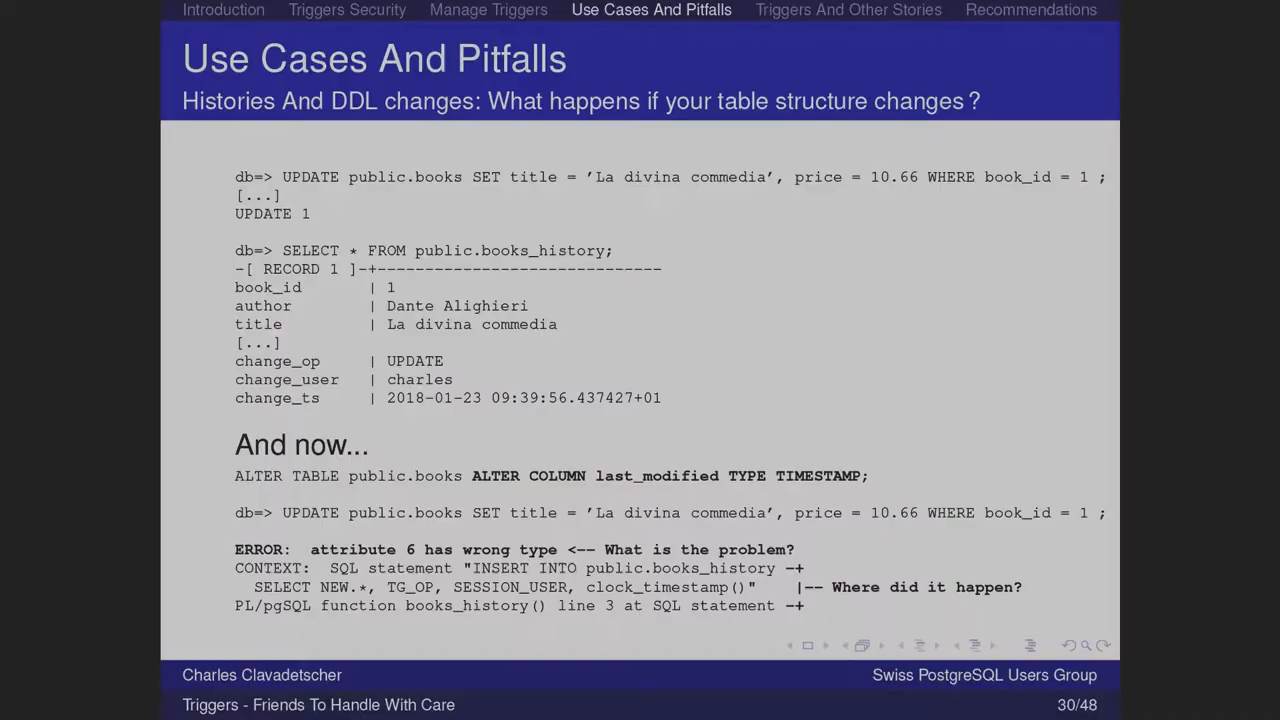 Introduction Triggers Security Manage Triggers Use Cases And Pitfalls Triggers And Other Stories Recommendations
Use Cases And Pitfalls
Histories And DDL changes: What happens if your table structure changes ?
db=> UPDATE public.books SET title = 'La divina commedia', price = 10.66 WHERE book_id = 1 ;
[...]
UPDATE 1
db=> SELECT * FROM public.books_history;
-[ RECORD 1 ]-+------------------------------
book_id | 1
author | Dante Alighieri
title | La divina commedia
[...]
change_op | UPDATE
change_user | charles
change_ts | 2018-01-23 09:39:56.437427+01
And now...
ALTER TABLE public.books ALTER COLUMN last_modified TYPE TIMESTAMP;
db=> UPDATE public.books SET title = 'La divina commedia', price = 10.66 WHERE book_id = 1 ;
ERROR: attribute 6 has wrong type <-- What is the problem?
CONTEXT: SQL statement "INSERT INTO public.books_history -+
SELECT NEW.*, TG_OP, SESSION_USER, clock_timestamp()" |-- Where did it happen?
PL/pgSQL function books_history() line 3 at SQL statement -+
Charles Clavadetscher Swiss PostgreSQL Users Group
Triggers - Friends To Handle With Care 30/48